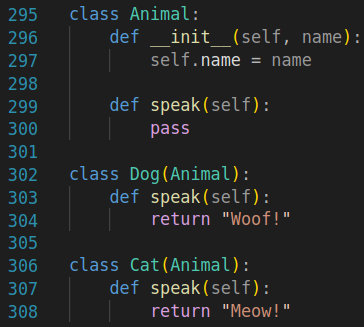 295 class Animal:
296     def __init__(self, name):
297         self.name = name
298
299     def speak(self):
300         pass
301
302 class Dog(Animal):
303     def speak(self):
304         return "Woof!"
305
306 class Cat(Animal):
307     def speak(self):
308         return "Meow!"